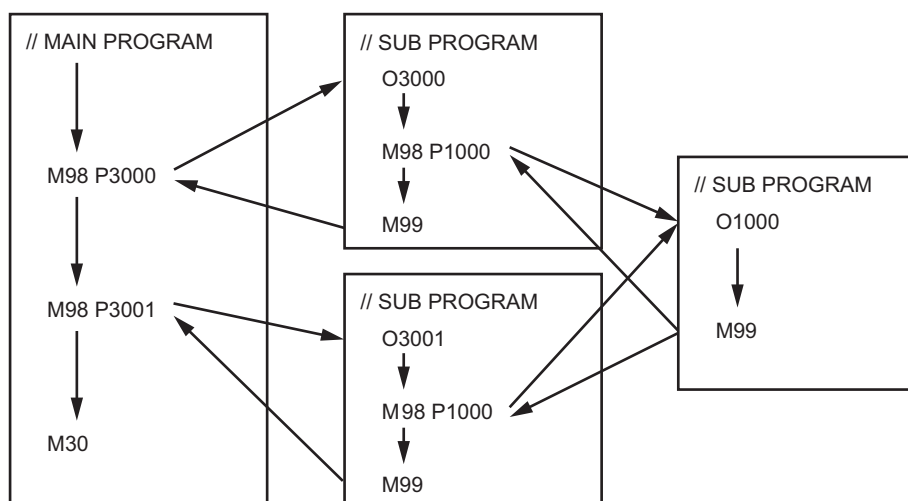 // MAIN PROGRAM
M98 P3000
M98 P3001
M30
// SUB PROGRAM
O3000
M98 P1000
M99
// SUB PROGRAM
O3001
M98 P1000
M99
// SUB PROGRAM
O1000
M99